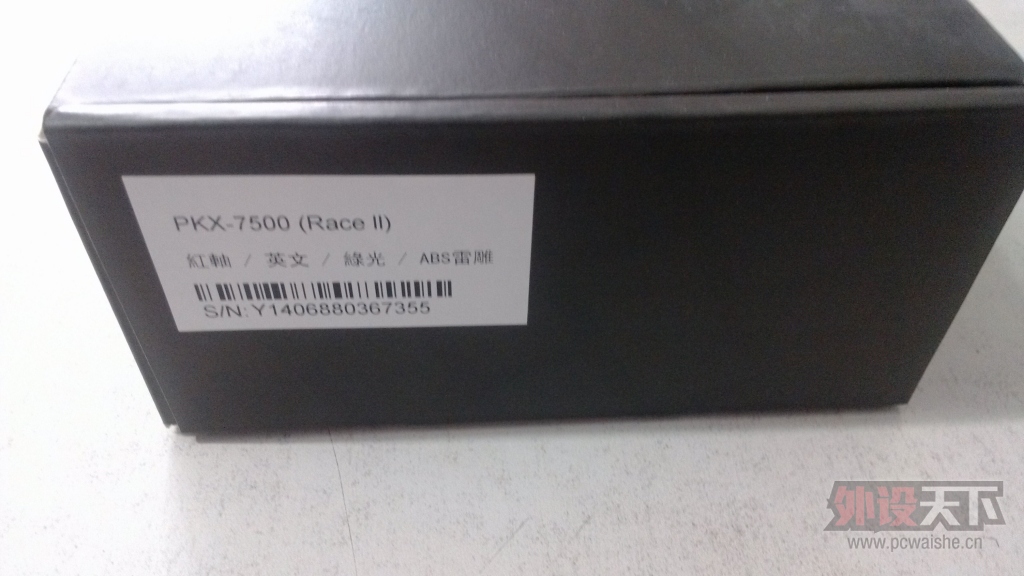 PKX-7500 (Race II)
紅軸 / 英文 / 綠光 / ABS雷雕
S/N: Y1406880367355
外设天下
www.pcwaishe.cn